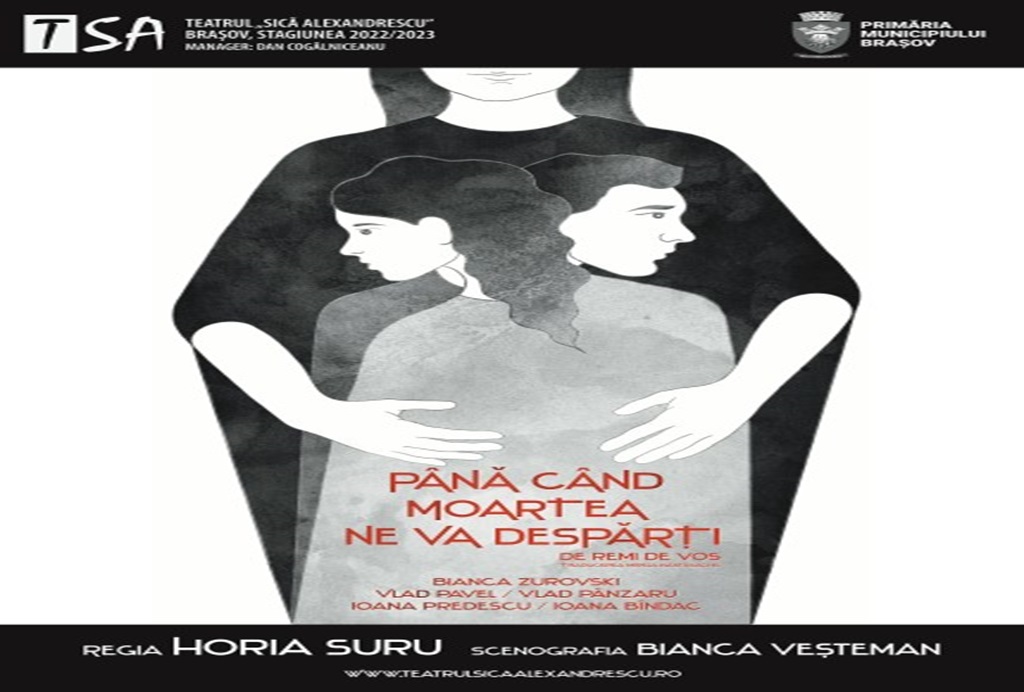 TSA
TEATRUL „SICĂ ALEXANDRESCU"
BRAȘOV, STAGIUNEA 2022/2023
MANAGER: DAN COGĂLNICEANU
PRIMĂRIA
MUNICIPIULUI
BRAȘOV
PÂNĂ CÂND
MOARTEA
NE VA DESPĂRȚI
DE REMI DE VOS
TRADUCEREA
BIANCA ZUROVSKI
VLAD PAVEL / VLAD PÂNZARU
IOANA PREDESCU / IOANA BÎNDAC
REGIA HORIA SURU SCENOGRAFIA BIANCA VEȘTEMAN
WWW.TEATRULSICAALEXANDRESCU.RO